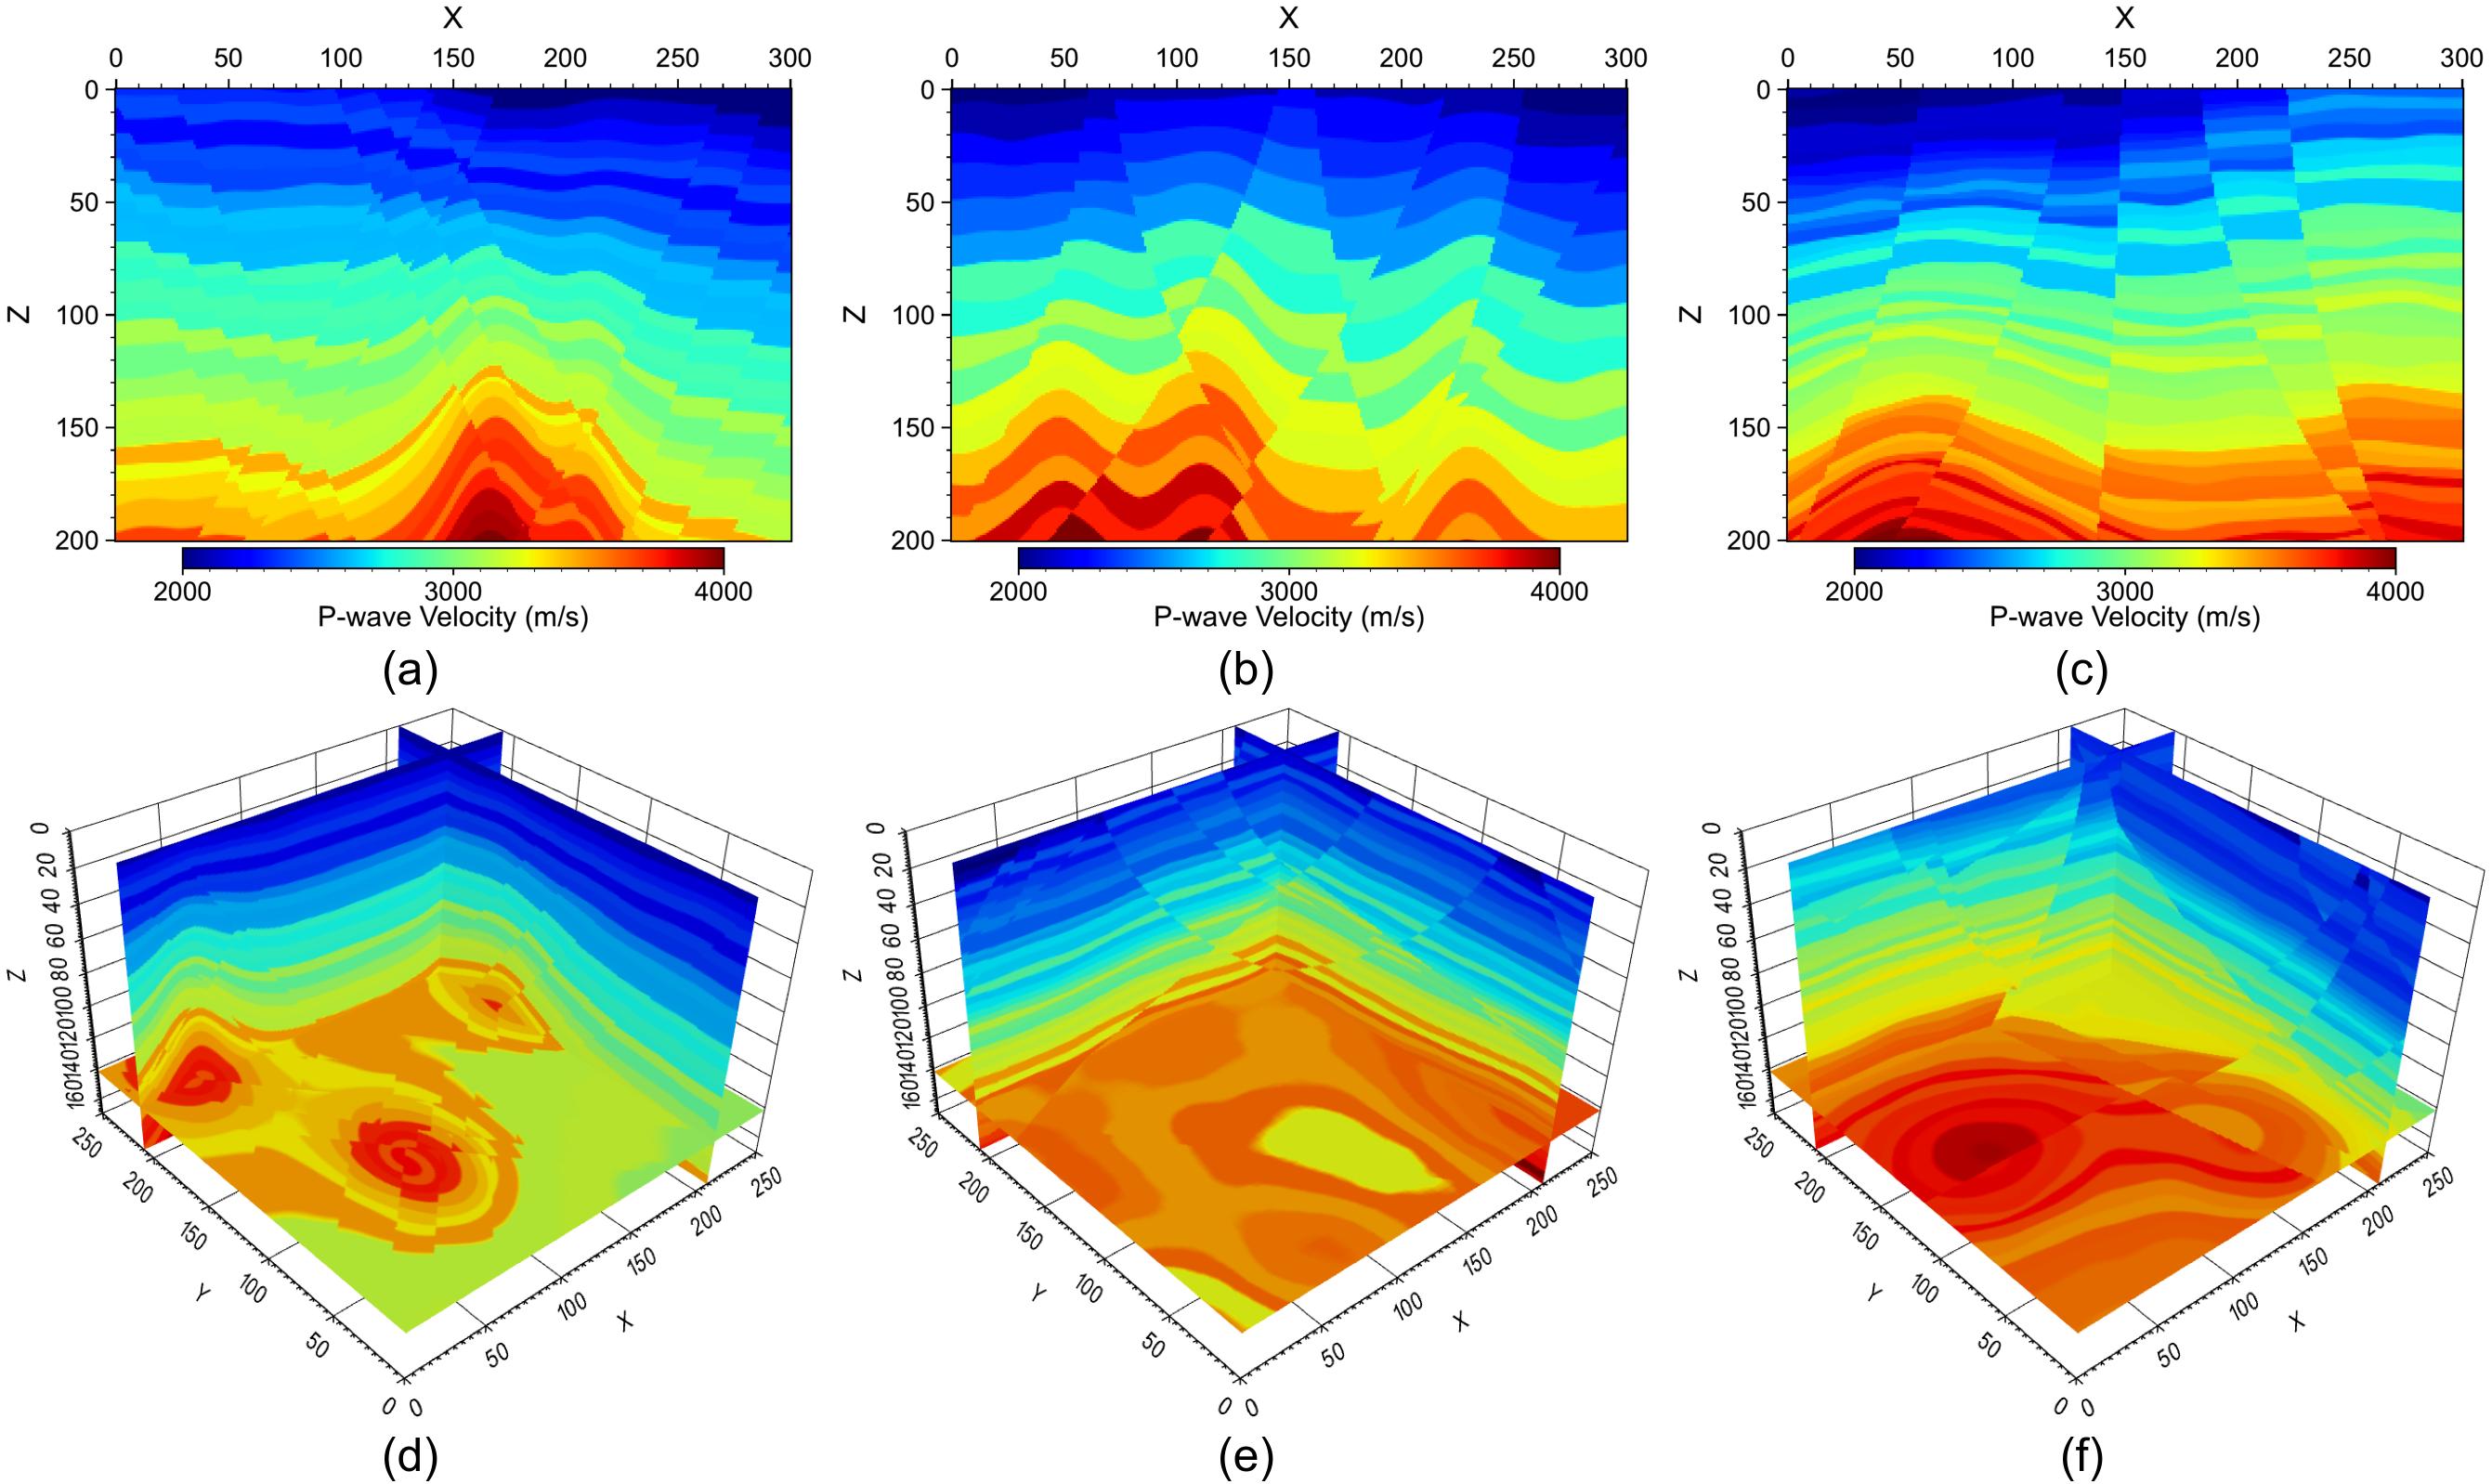 X X X
0 50 100 150 200 250 300 0 50 100 150 200 250 300 0 50 100 150 200 250 300
0 0 0
50 50 50
Z 100 Z 100 Z 100
150 150 150
200 200 200
2000 3000 4000 2000 3000 4000 2000 3000 4000
P-wave Velocity (m/s) P-wave Velocity (m/s) P-wave Velocity (m/s)
(a) (b) (c)
0 20 40 60 80 100 120 140 160 0 20 40 60 80 100 120 140 160 0 20 40 60 80 100 120 140 160
Z Z Z
250 200 150 100 50 0 250 200 150 100 50 0 250 200 150 100 50 0
Y Y Y
0 50 100 150 200 250 0 50 100 150 200 250 0 50 100 150 200 250
X X X
(d) (e) (f)